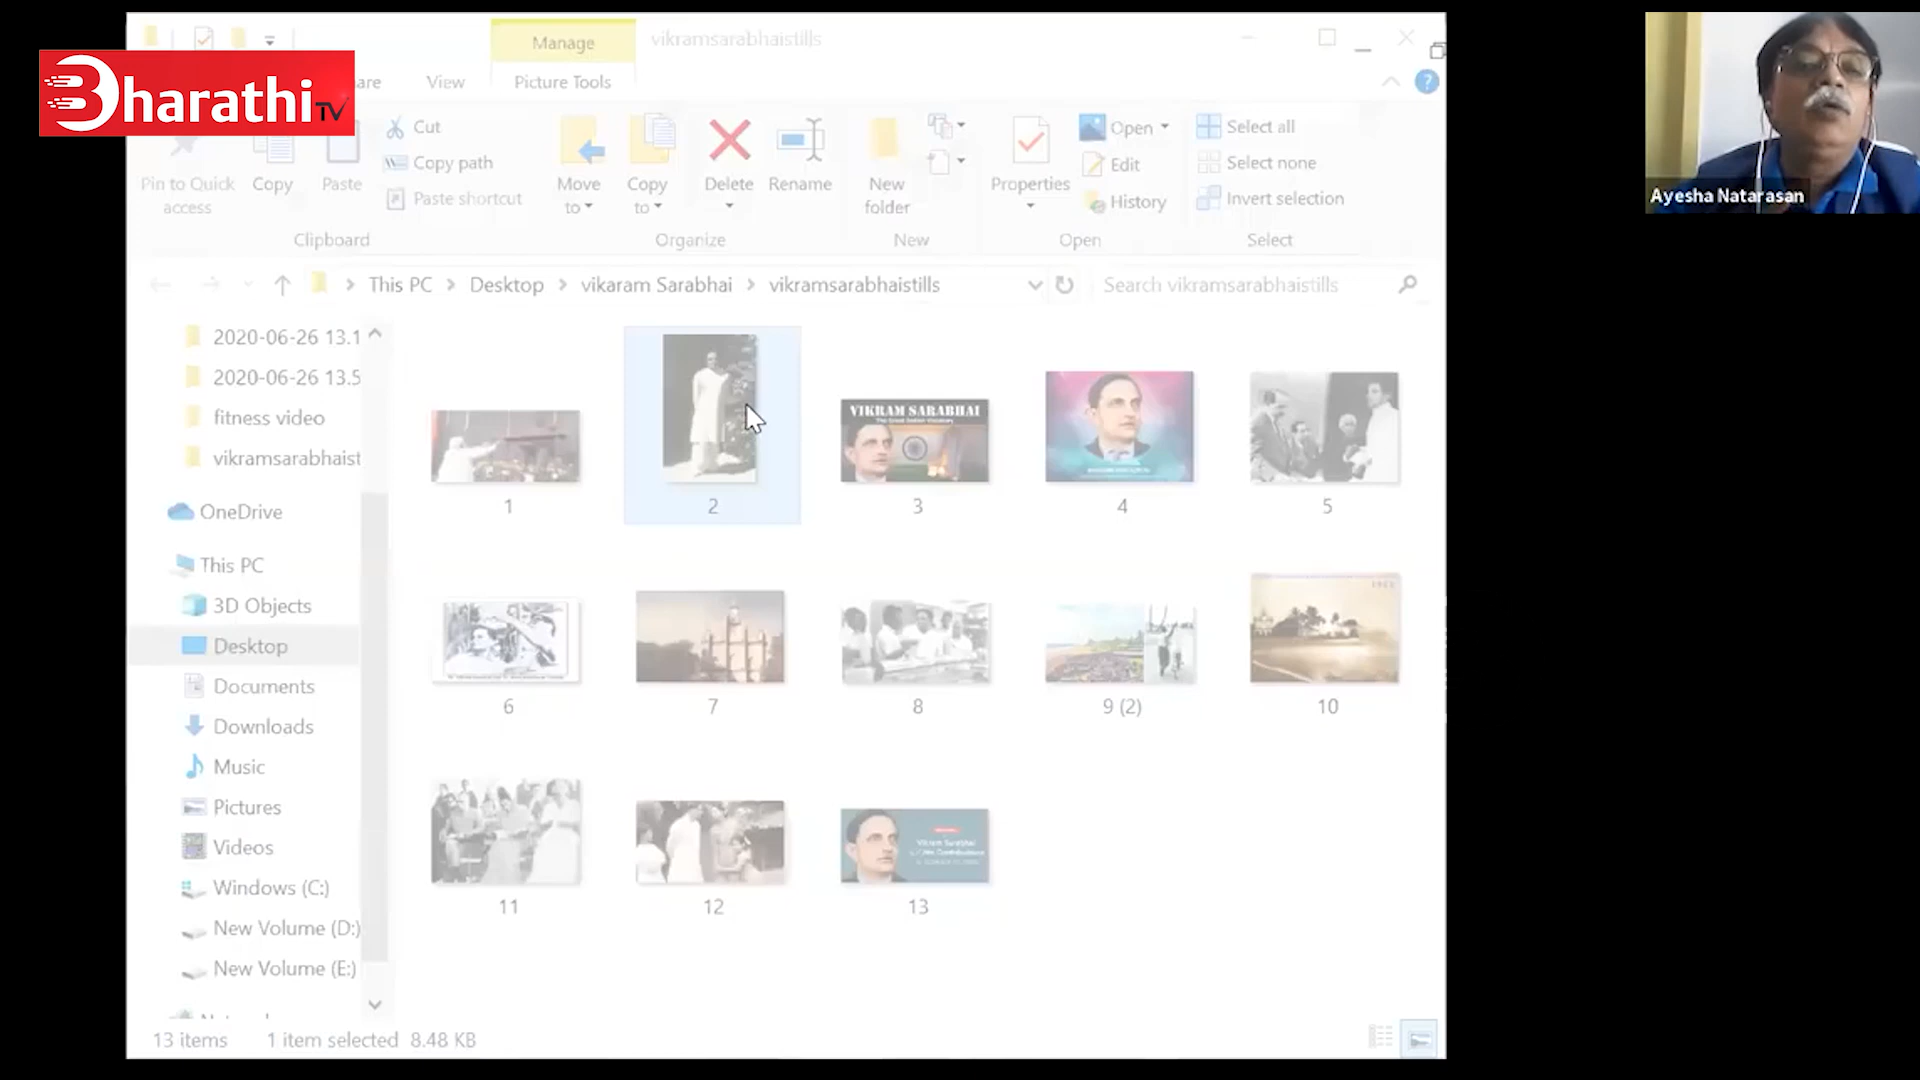 Manage
vikramsarabhaistills
Bharathi TV
are
View
Picture Tools
Pin to Quick
access
Copy
Paste
Cut
Copy path
Paste shortcut
Move
to
Copy
to
Delete
Rename
New
folder
Properties
Open
Edit
History
Select all
Select none
Invert selection
Clipboard
Organize
New
Open
Select
This PC
Desktop
vikaram Sarabhai
vikramsarabhaistills
Search vikramsarabhaistills
2020-06-26 13.1
2020-06-26 13.5
fitness video
vikramsarabhaist
OneDrive
This PC
3D Objects
Desktop
Documents
Downloads
Music
Pictures
Videos
Windows (C:)
New Volume (D:)
New Volume (E:)
VIKRAM SARABHAI
1
2
3
4
5
6
7
8
9 (2)
10
11
12
Vikram Sarabhai
13
13 items
1 item selected 8.48 KB
Ayesha Natarasan